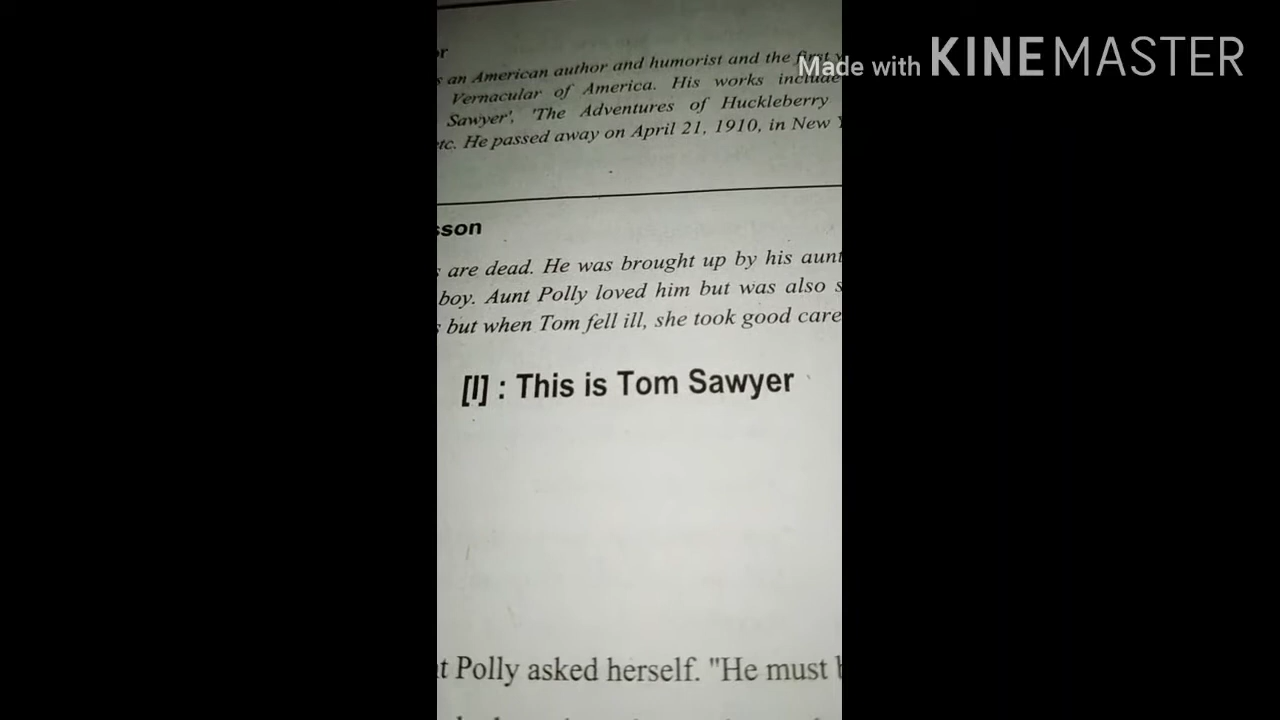 Made with KINEMASTER
or
s an American author and humorist and the first
Vernacular of America. His works include
Sawyer', 'The Adventures of Huckleberry
etc. He passed away on April 21, 1910, in New Y
sson
s are dead. He was brought up by his aunt
boy. Aunt Polly loved him but was also s
s but when Tom fell ill, she took good care
[I] : This is Tom Sawyer
t Polly asked herself. "He must b